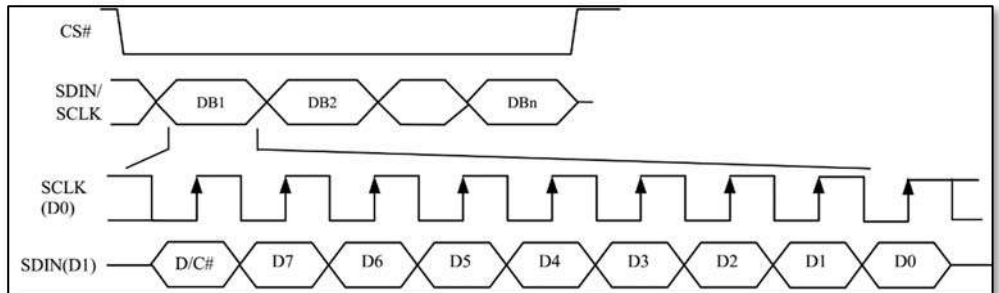 CS#
SDIN/
SCLK
DB1 DB2 DBn
SCLK
(D0)
SDIN(D1) D/C# D7 D6 D5 D4 D3 D2 D1 D0